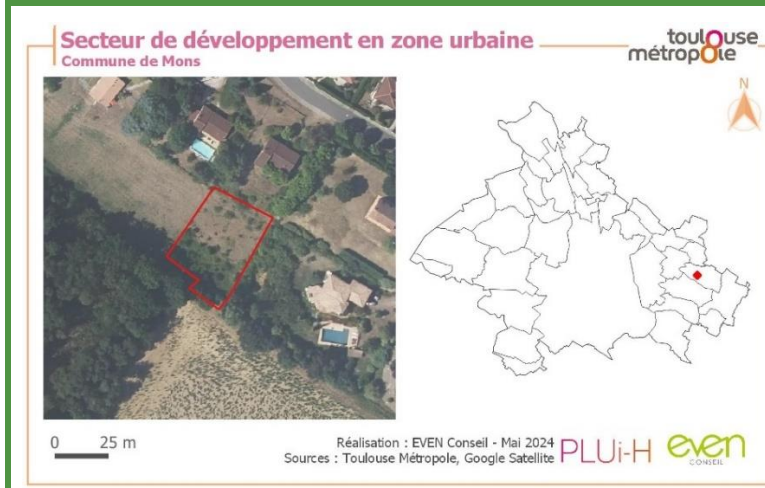 Secteur de développement en zone urbaine
Commune de Mons
toulouse
métropole
N
0 25 m
Réalisation : EVEN Conseil - Mai 2024
Sources : Toulouse Métropole, Google Satellite
PLUi-H
even
CONSEIL